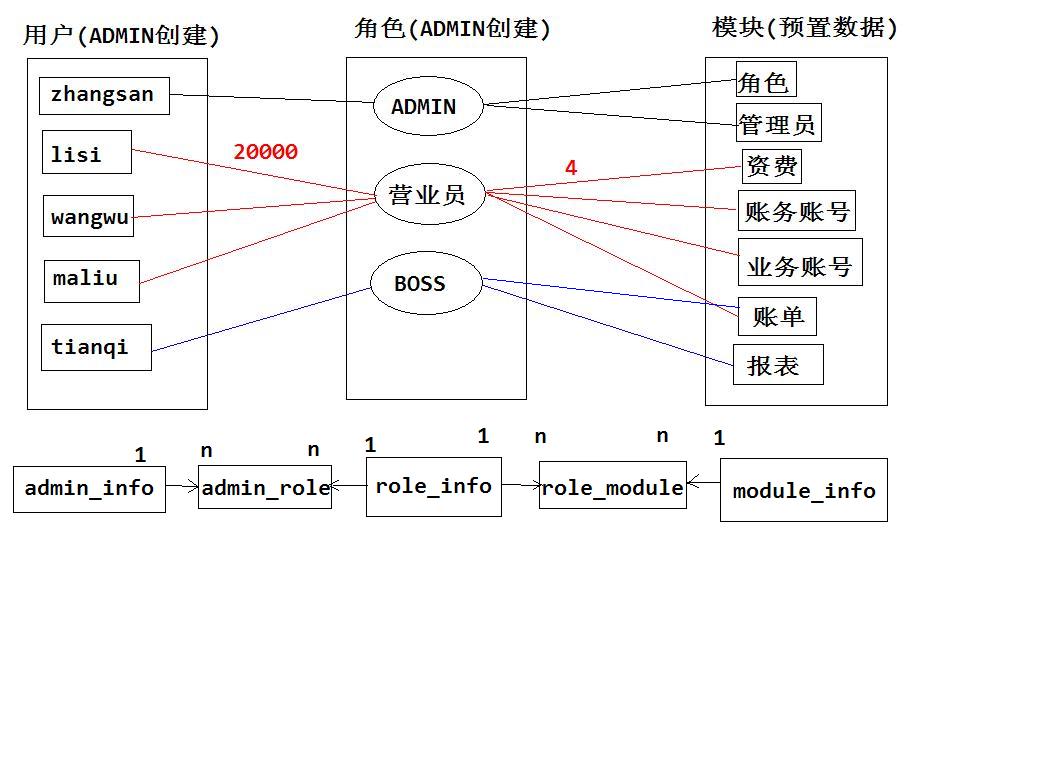 用户(ADMIN创建)
角色(ADMIN创建)
模块(预置数据)
zhangsan
lisi
wangwu
maliu
tianqi
20000
ADMIN
营业员
BOSS
4
角色
管理员
资费
账务账号
业务账号
账单
报表
1 n n 1 1 n n 1
admin_info admin_role role_info role_module module_info